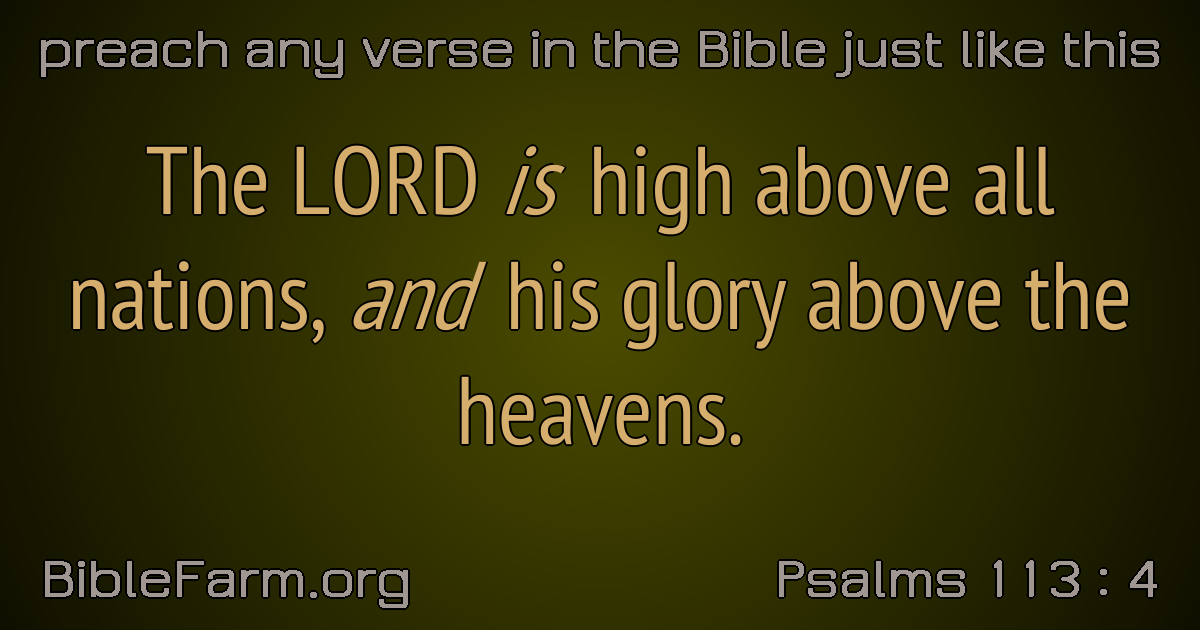 preach any verse in the Bible just like this
The LORD is high above all
nations, and his glory above the
heavens.
BibleFarm.org
Psalms 113 : 4